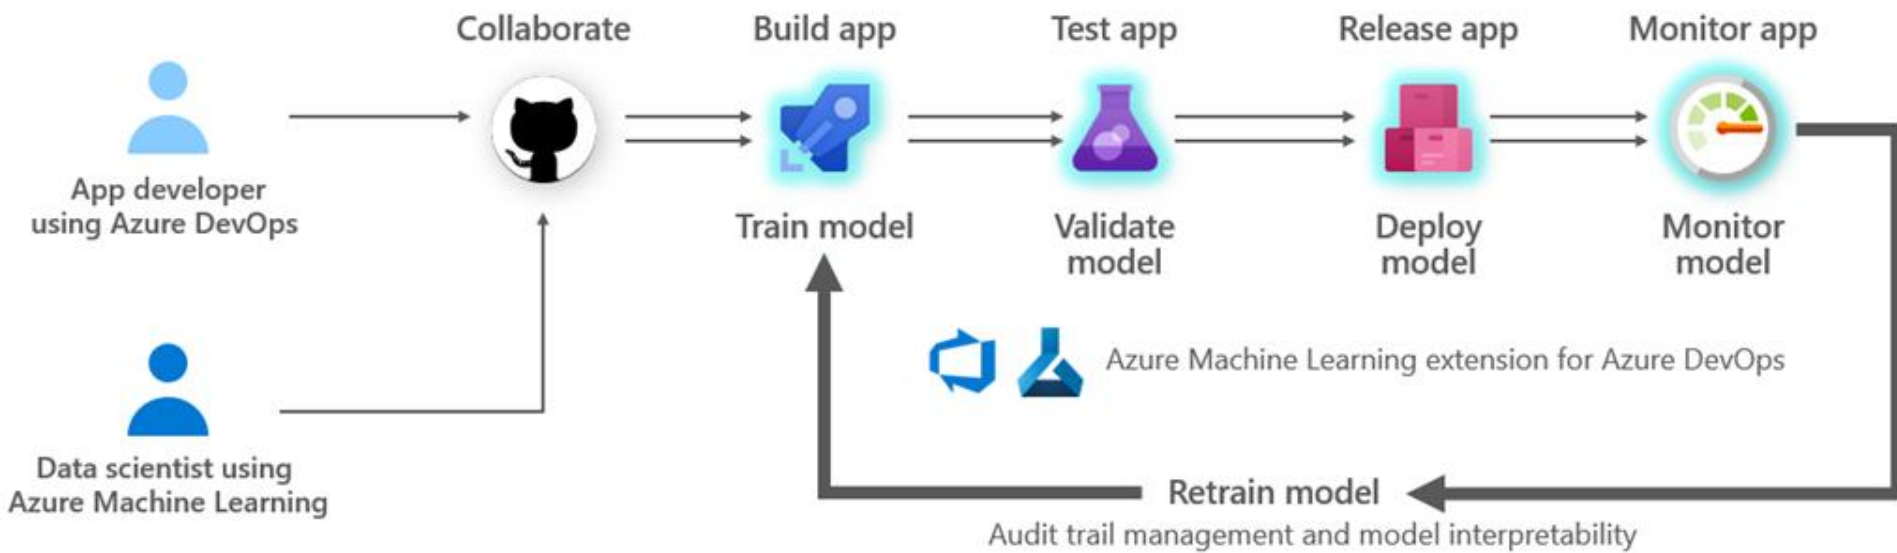 Collaborate
Build app
Test app
Release app
Monitor app
App developer
using Azure DevOps
Train model
Validate
model
Deploy
model
Monitor
model
Azure Machine Learning extension for Azure DevOps
Data scientist using
Azure Machine Learning
Retrain model
Audit trail management and model interpretability